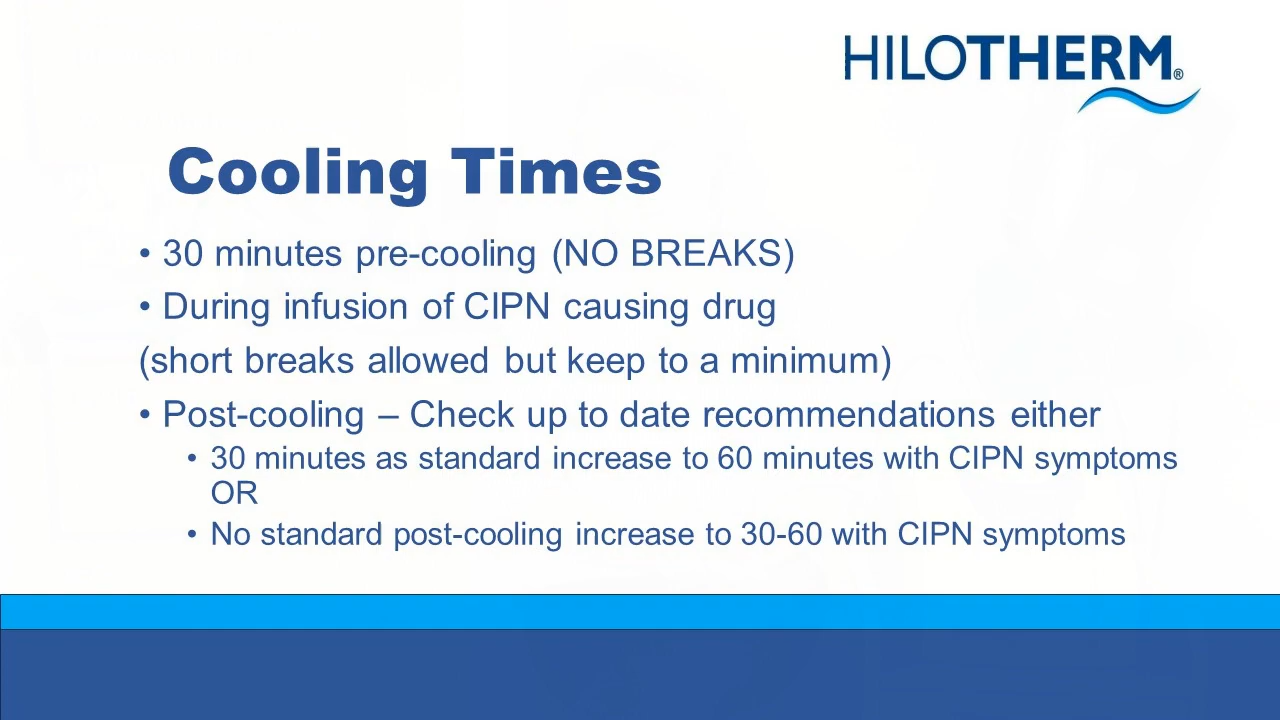 HILOTHERM®
Cooling Times
• 30 minutes pre-cooling (NO BREAKS)
• During infusion of CIPN causing drug
(short breaks allowed but keep to a minimum)
• Post-cooling – Check up to date recommendations either
• 30 minutes as standard increase to 60 minutes with CIPN symptoms
OR
• No standard post-cooling increase to 30-60 with CIPN symptoms